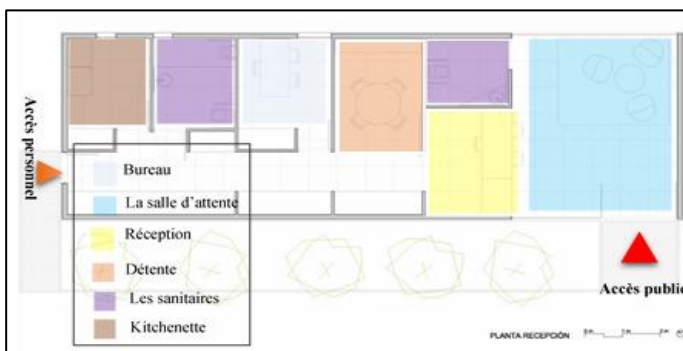 Accès personnel
Bureau
La salle d'attente
Réception
Détente
Les sanitaires
Kitchenette
Accès public
PLANTA RECEPCIÓN